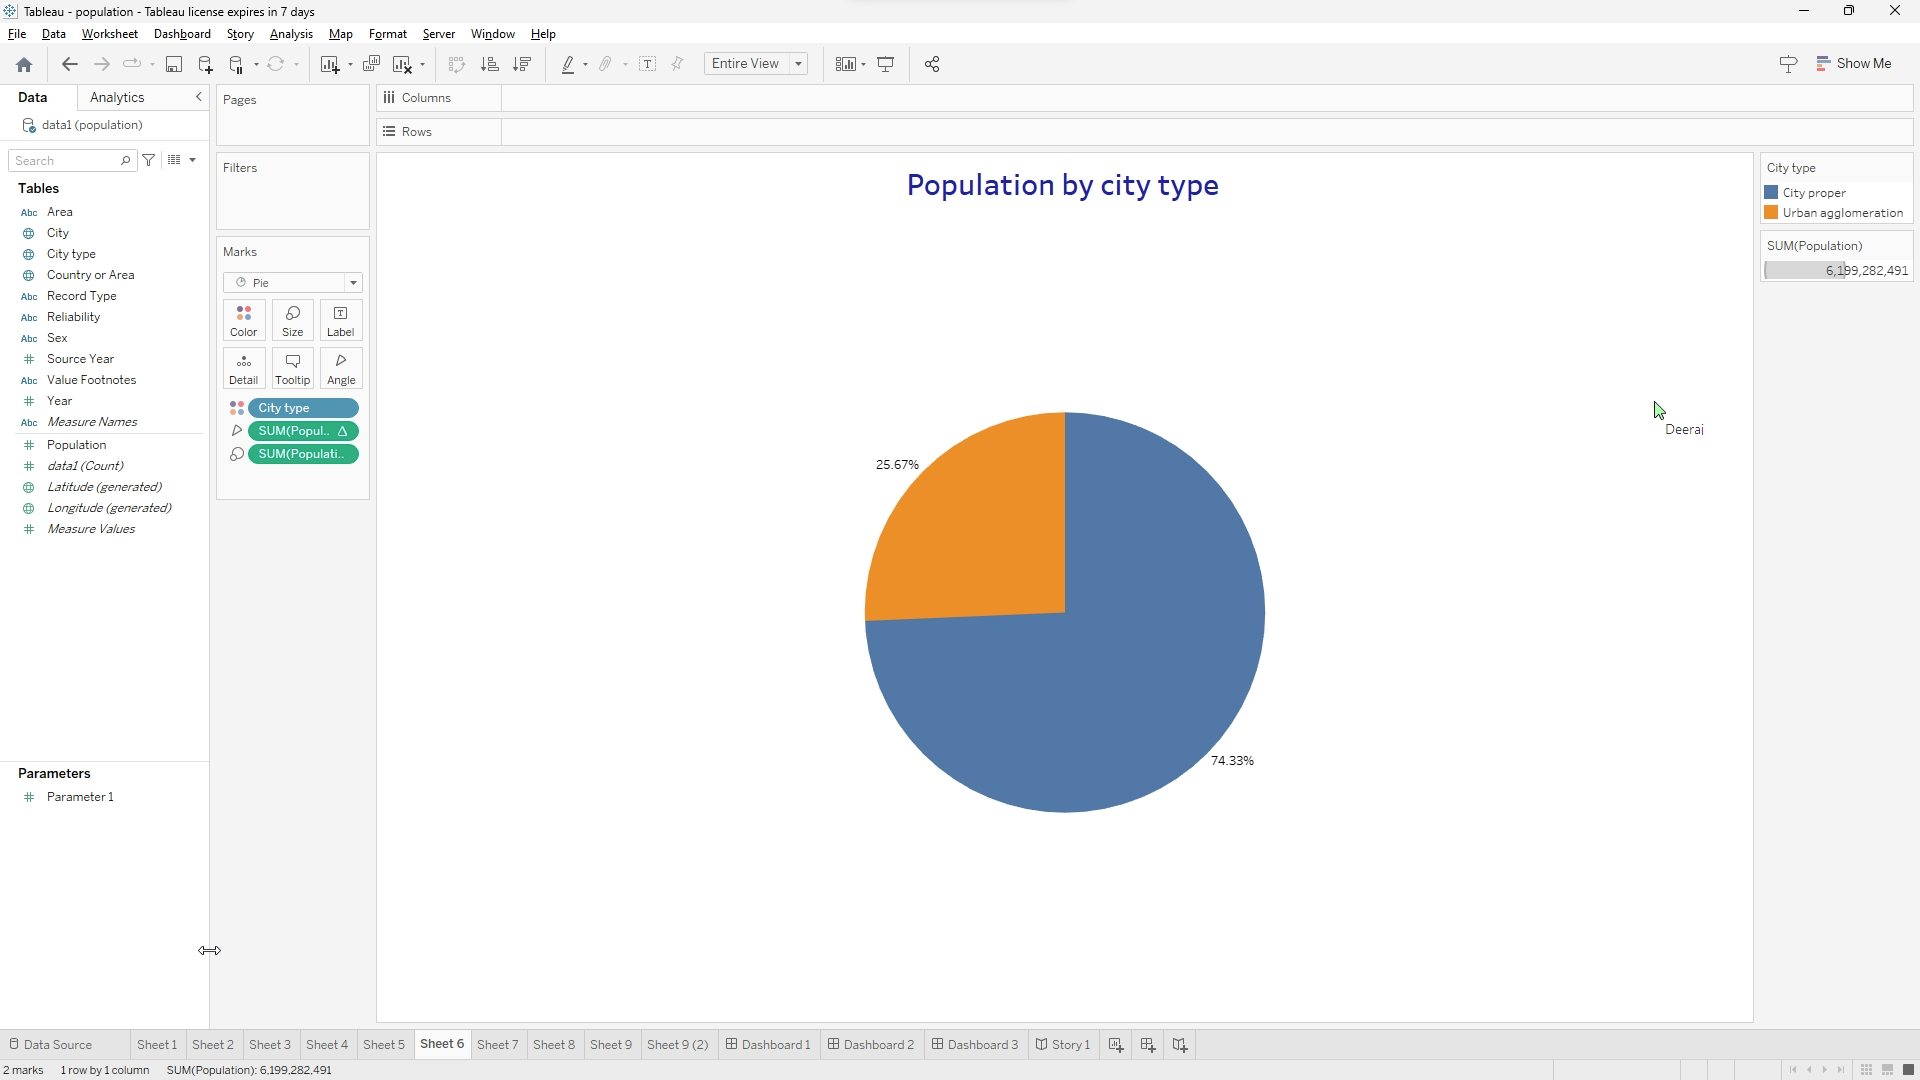 Tableau - population - Tableau license expires in 7 days
File Data Worksheet Dashboard Story Analysis Map Format Server Window Help
Entire View
Show Me
Data Analytics
data1 (population)
Search
Tables
Abc Area
City
City type
Country or Area
Abc Record Type
Abc Reliability
Abc Sex
# Source Year
Abc Value Footnotes
# Year
Abc Measure Names
# Population
# data1 (Count)
Latitude (generated)
Longitude (generated)
# Measure Values
Parameters
# Parameter 1
Pages
Filters
Marks
Pie
Color Size Label
Detail Tooltip Angle
City type
SUM(Popul.. △
SUM(Populati..
Columns
Rows
Population by city type
25.67%
74.33%
City type
City proper
Urban agglomeration
SUM(Population)
6,199,282,491
Deeraj
Data Source Sheet 1 Sheet 2 Sheet 3 Sheet 4 Sheet 5 Sheet 6 Sheet 7 Sheet 8 Sheet 9 Sheet 9 (2) Dashboard 1 Dashboard 2 Dashboard 3 Story 1
2 marks 1 row by 1 column SUM(Population): 6,199,282,491